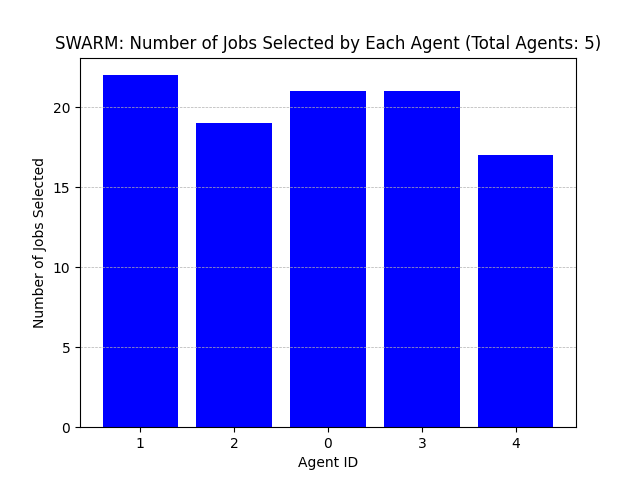 SWARM: Number of Jobs Selected by Each Agent (Total Agents: 5)
Number of Jobs Selected
20
15
10
5
0
1 2 0 3 4
Agent ID